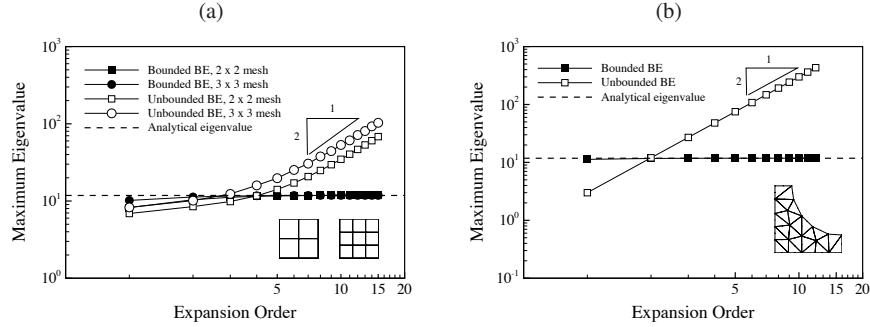 (a)
10³
10²
10¹
10⁰
Maximum Eigenvalue
Bounded BE, 2 x 2 mesh
Bounded BE, 3 x 3 mesh
Unbounded BE, 2 x 2 mesh
Unbounded BE, 3 x 3 mesh
Analytical eigenvalue
1
2
5 10 15 20
Expansion Order
(b)
10³
10²
10¹
10⁰
10⁻¹
Maximum Eigenvalue
Bounded BE
Unbounded BE
Analytical eigenvalue
1
2
5 10 15 20
Expansion Order